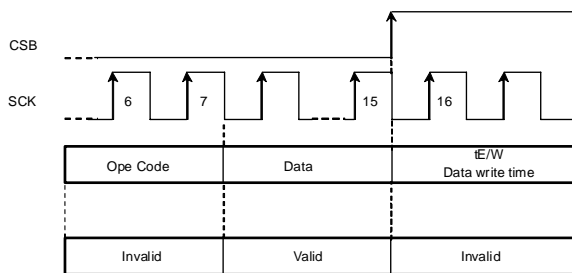 CSB
SCK
6 7 15 16
Ope Code Data tE/W
Data write time
Invalid Valid Invalid